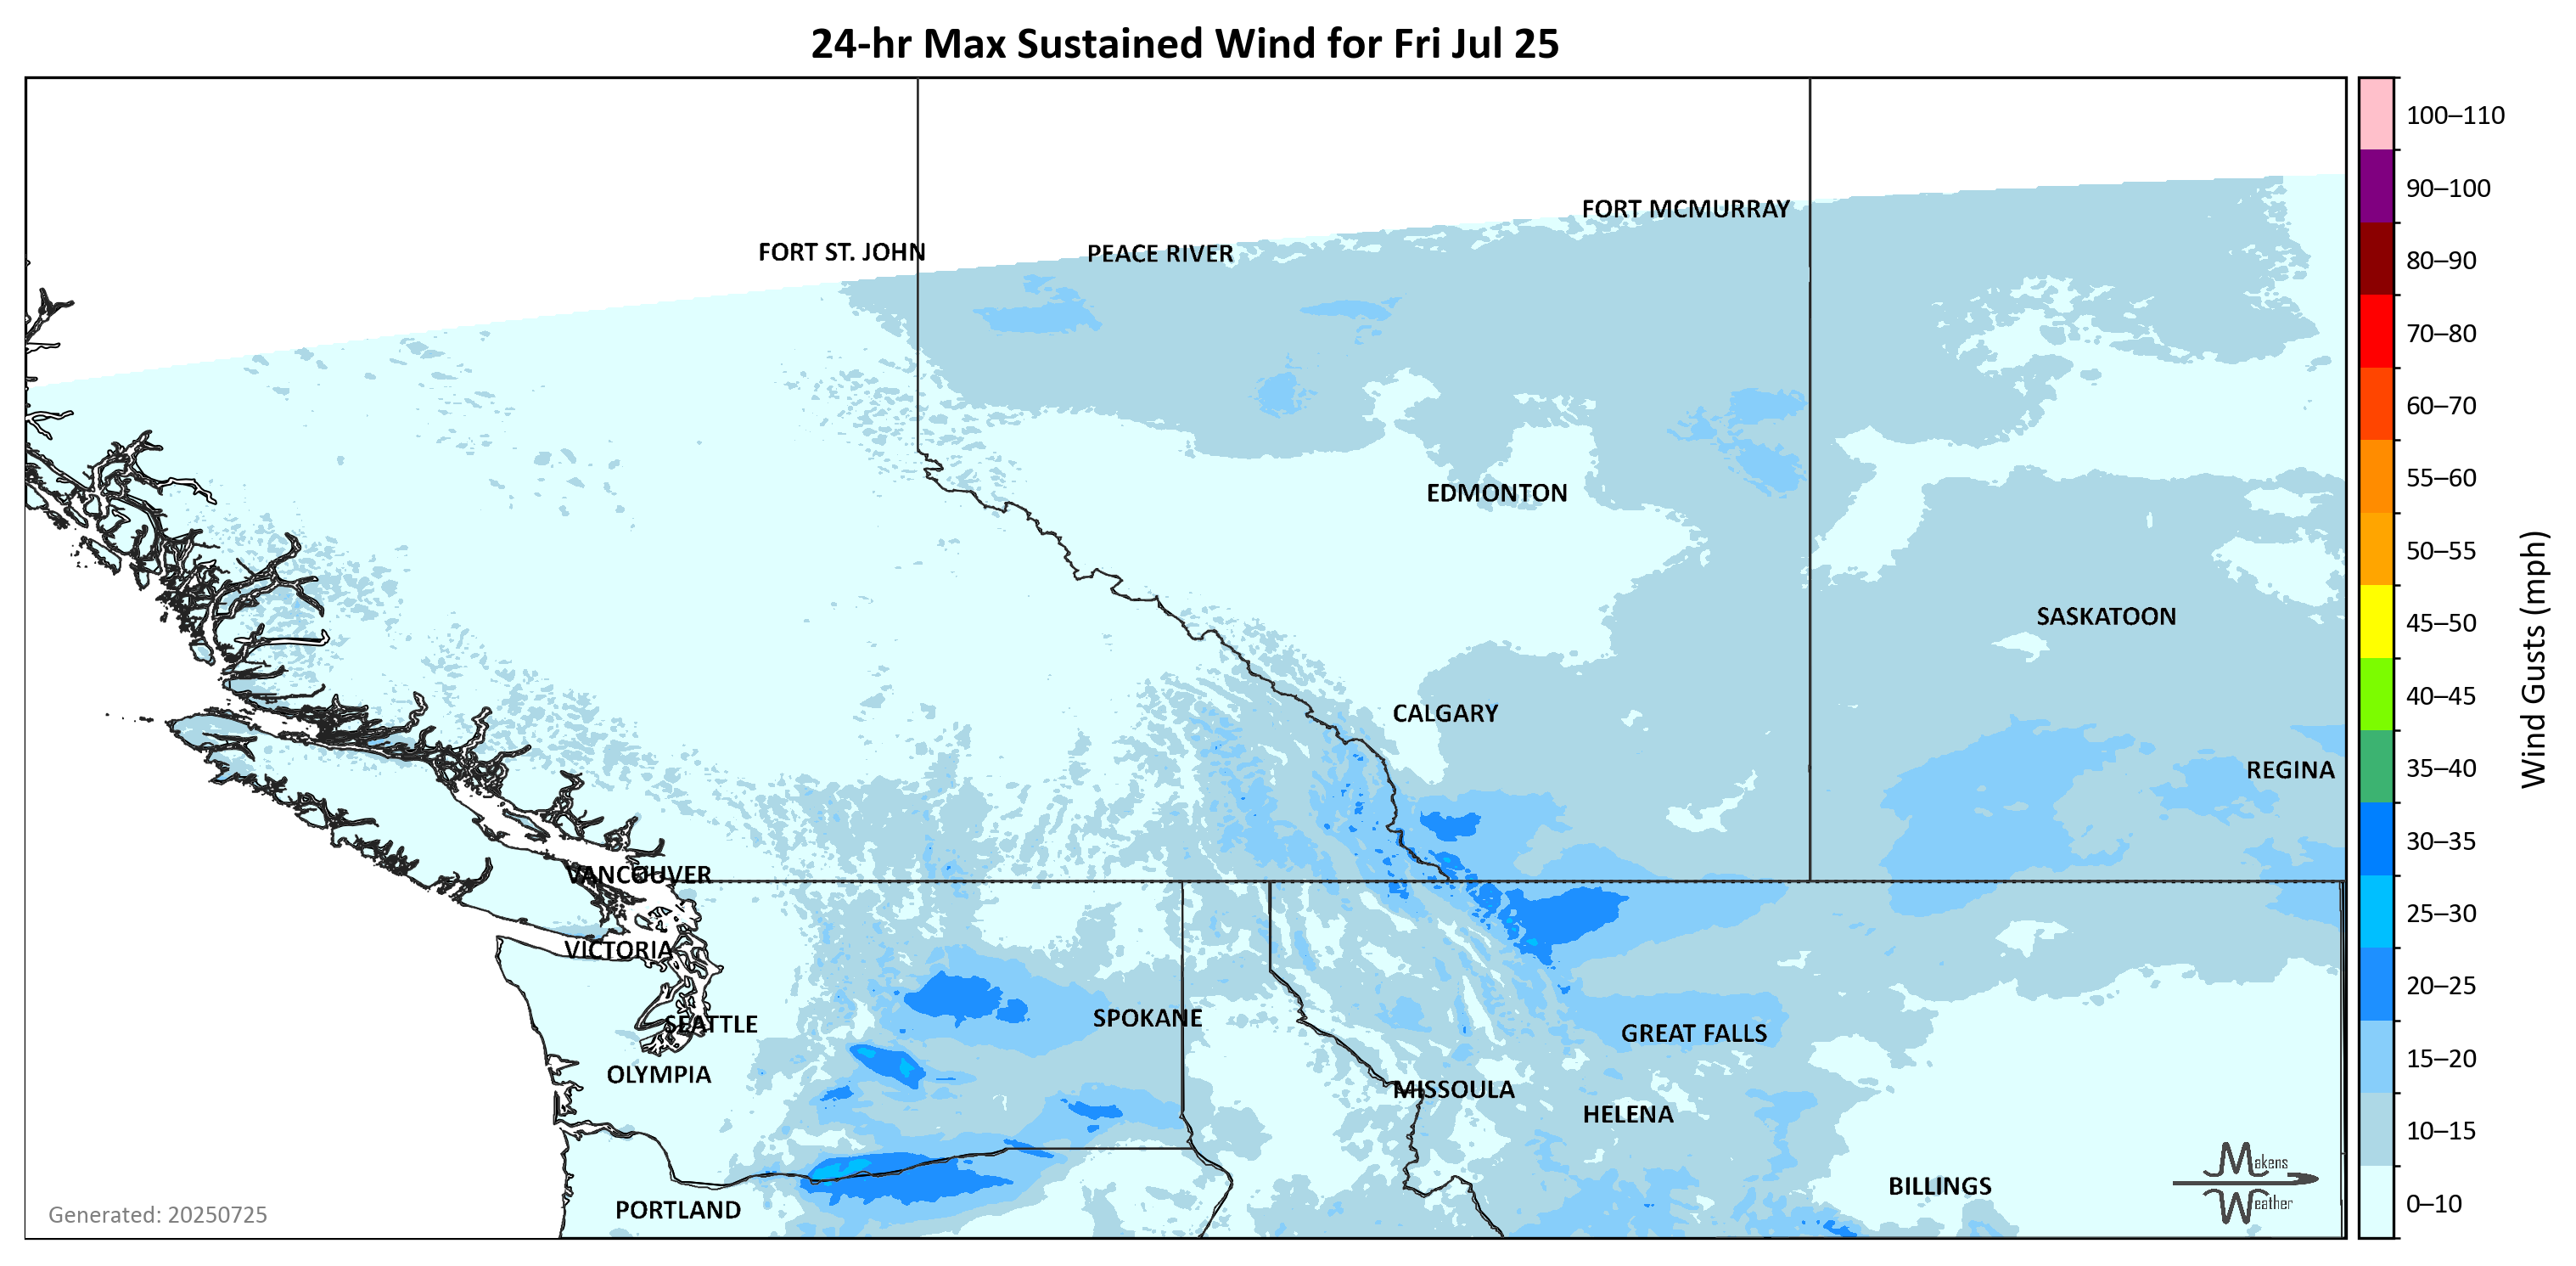 24-hr Max Sustained Wind for Fri Jul 25
100–110
90–100
80–90
70–80
60–70
55–60
50–55
45–50
40–45
35–40
30–35
25–30
20–25
15–20
10–15
0–10
Wind Gusts (mph)
FORT MCMURRAY
FORT ST. JOHN
PEACE RIVER
EDMONTON
SASKATOON
CALGARY
REGINA
VANCOUVER
VICTORIA
SEATTLE
SPOKANE
GREAT FALLS
OLYMPIA
MISSOULA
HELENA
BILLINGS
PORTLAND
Makens
Weather
Generated: 20250725